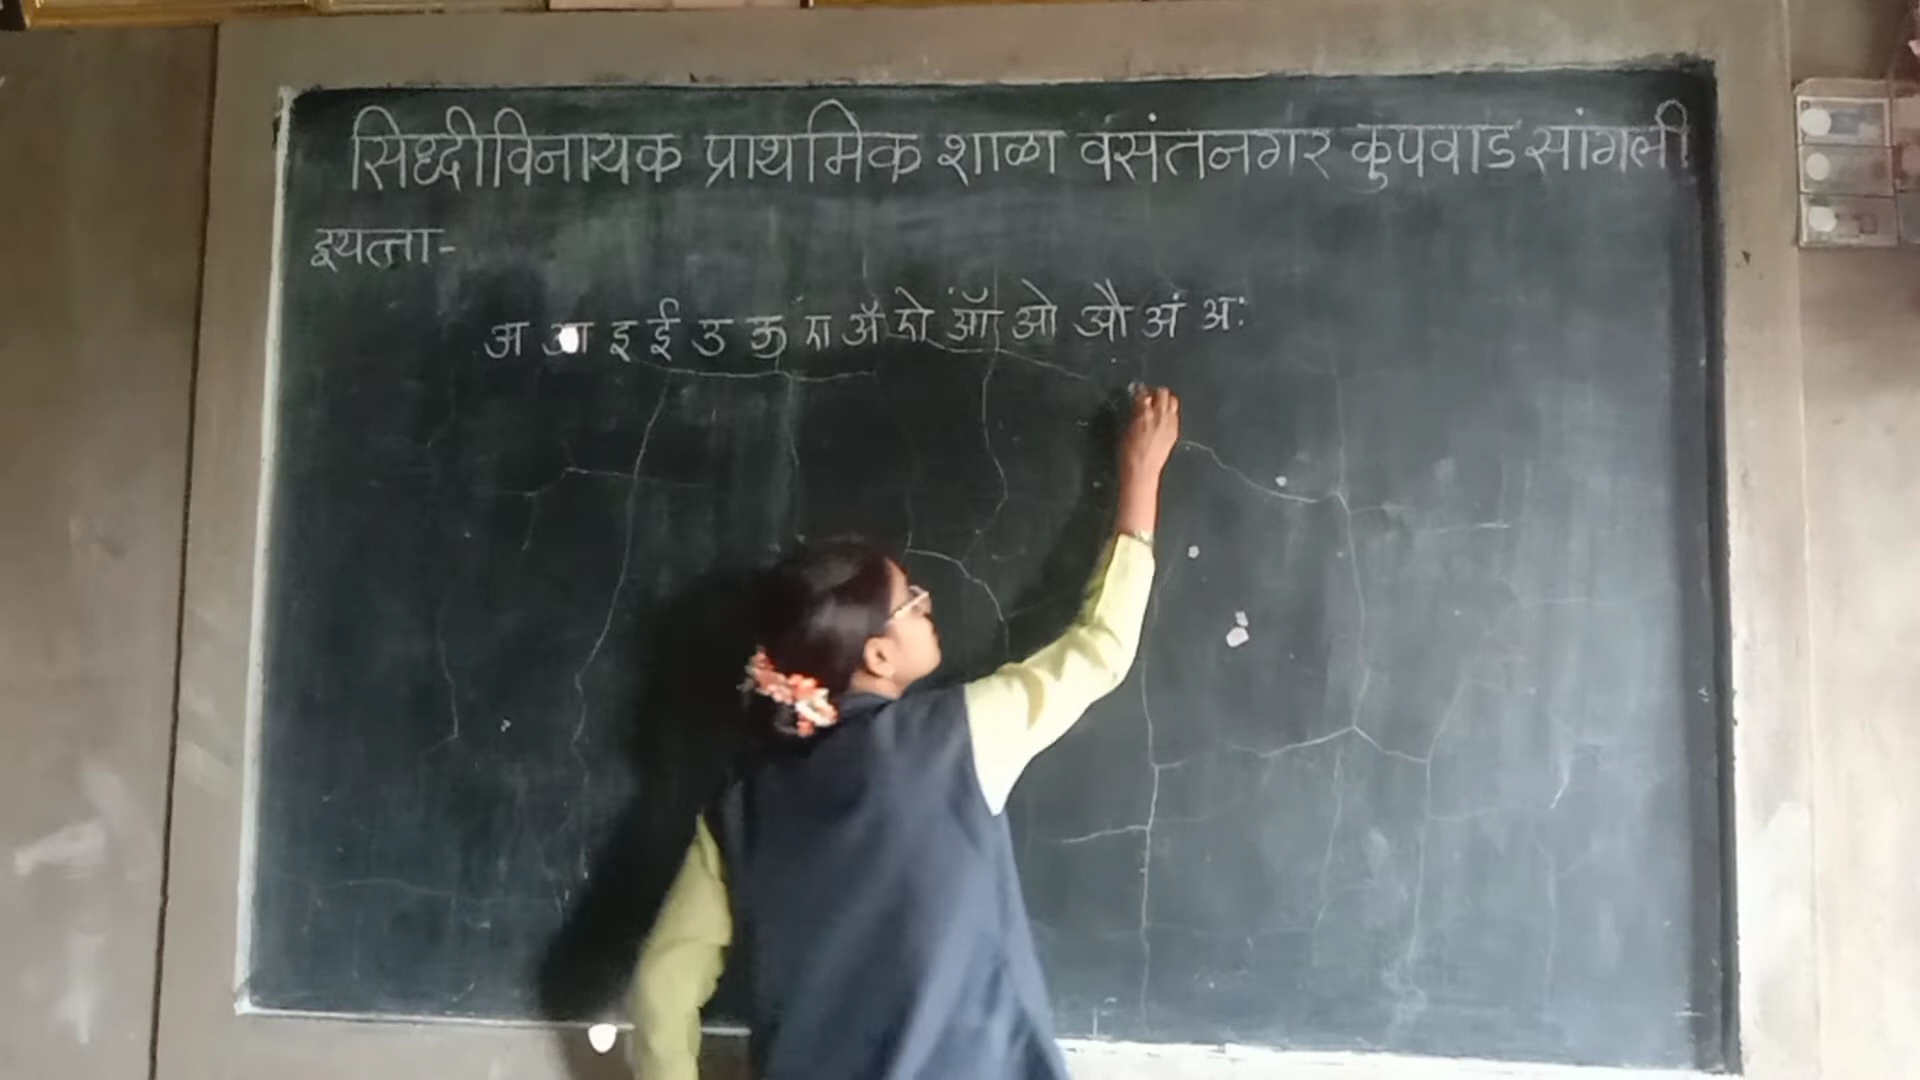 सिध्दीविनायक प्राथमिक शाळा वसंतनगर कुपवाड सांगली
इयत्ता-
अ आ इ ई उ ऊ ए ॲ ऐ ऑ ओ औ अं अः